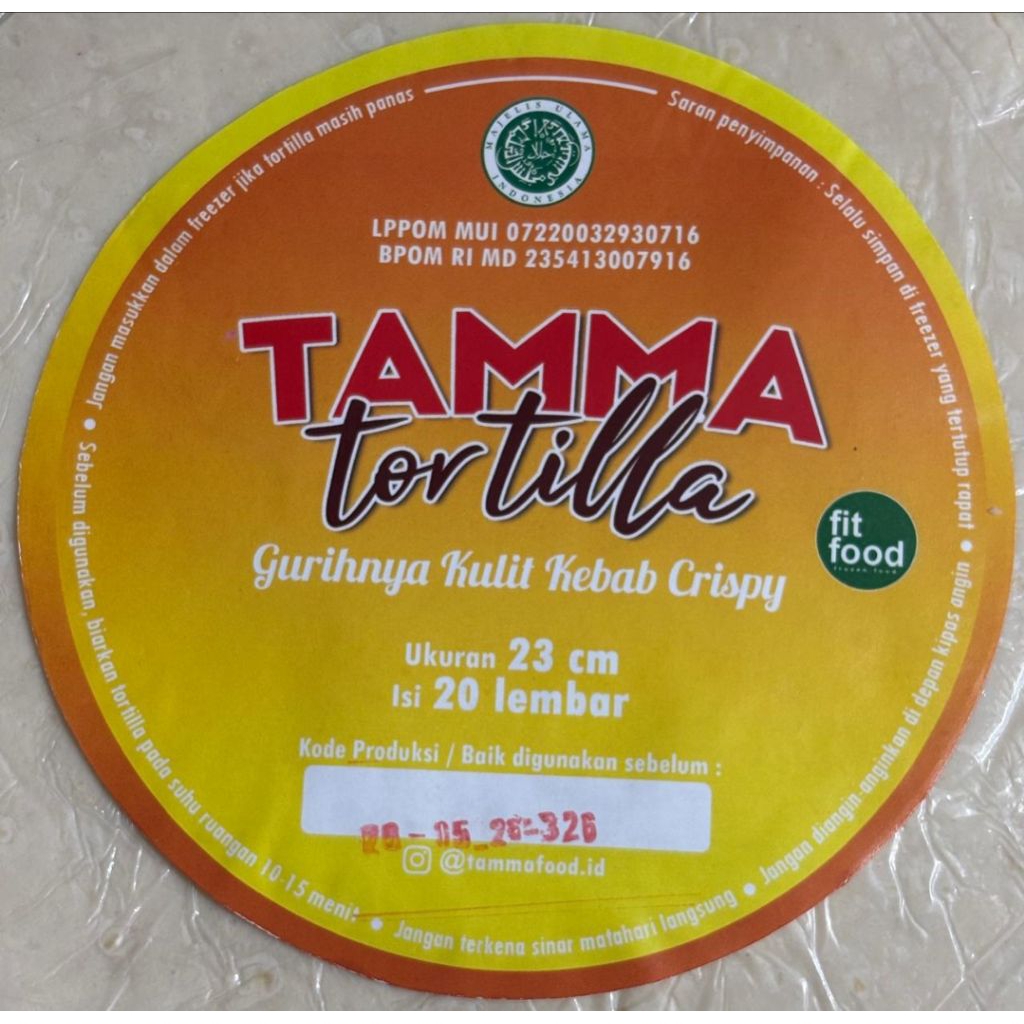 MAJELIS ULAMA
INDONESIA
LPPOM MUI 07220032930716
BPOM RI MD 235413007916
TAMMA
tortilla
Gurihnya Kulit Kebab Crispy
fit
food
frozen food
Ukuran 23 cm
Isi 20 lembar
Kode Produksi / Baik digunakan sebelum :
@tammafood.id
Saran penyimpanan : Selalu simpan di freezer yang tertutup rapat • Jangan diangin-anginkan di depan kipas angin • Jangan terkena sinar matahari langsung • Sebelum digunakan, biarkan tortilla pada suhu ruangan 10-15 menit • Jangan masukkan dalam freezer jika tortilla masih panas